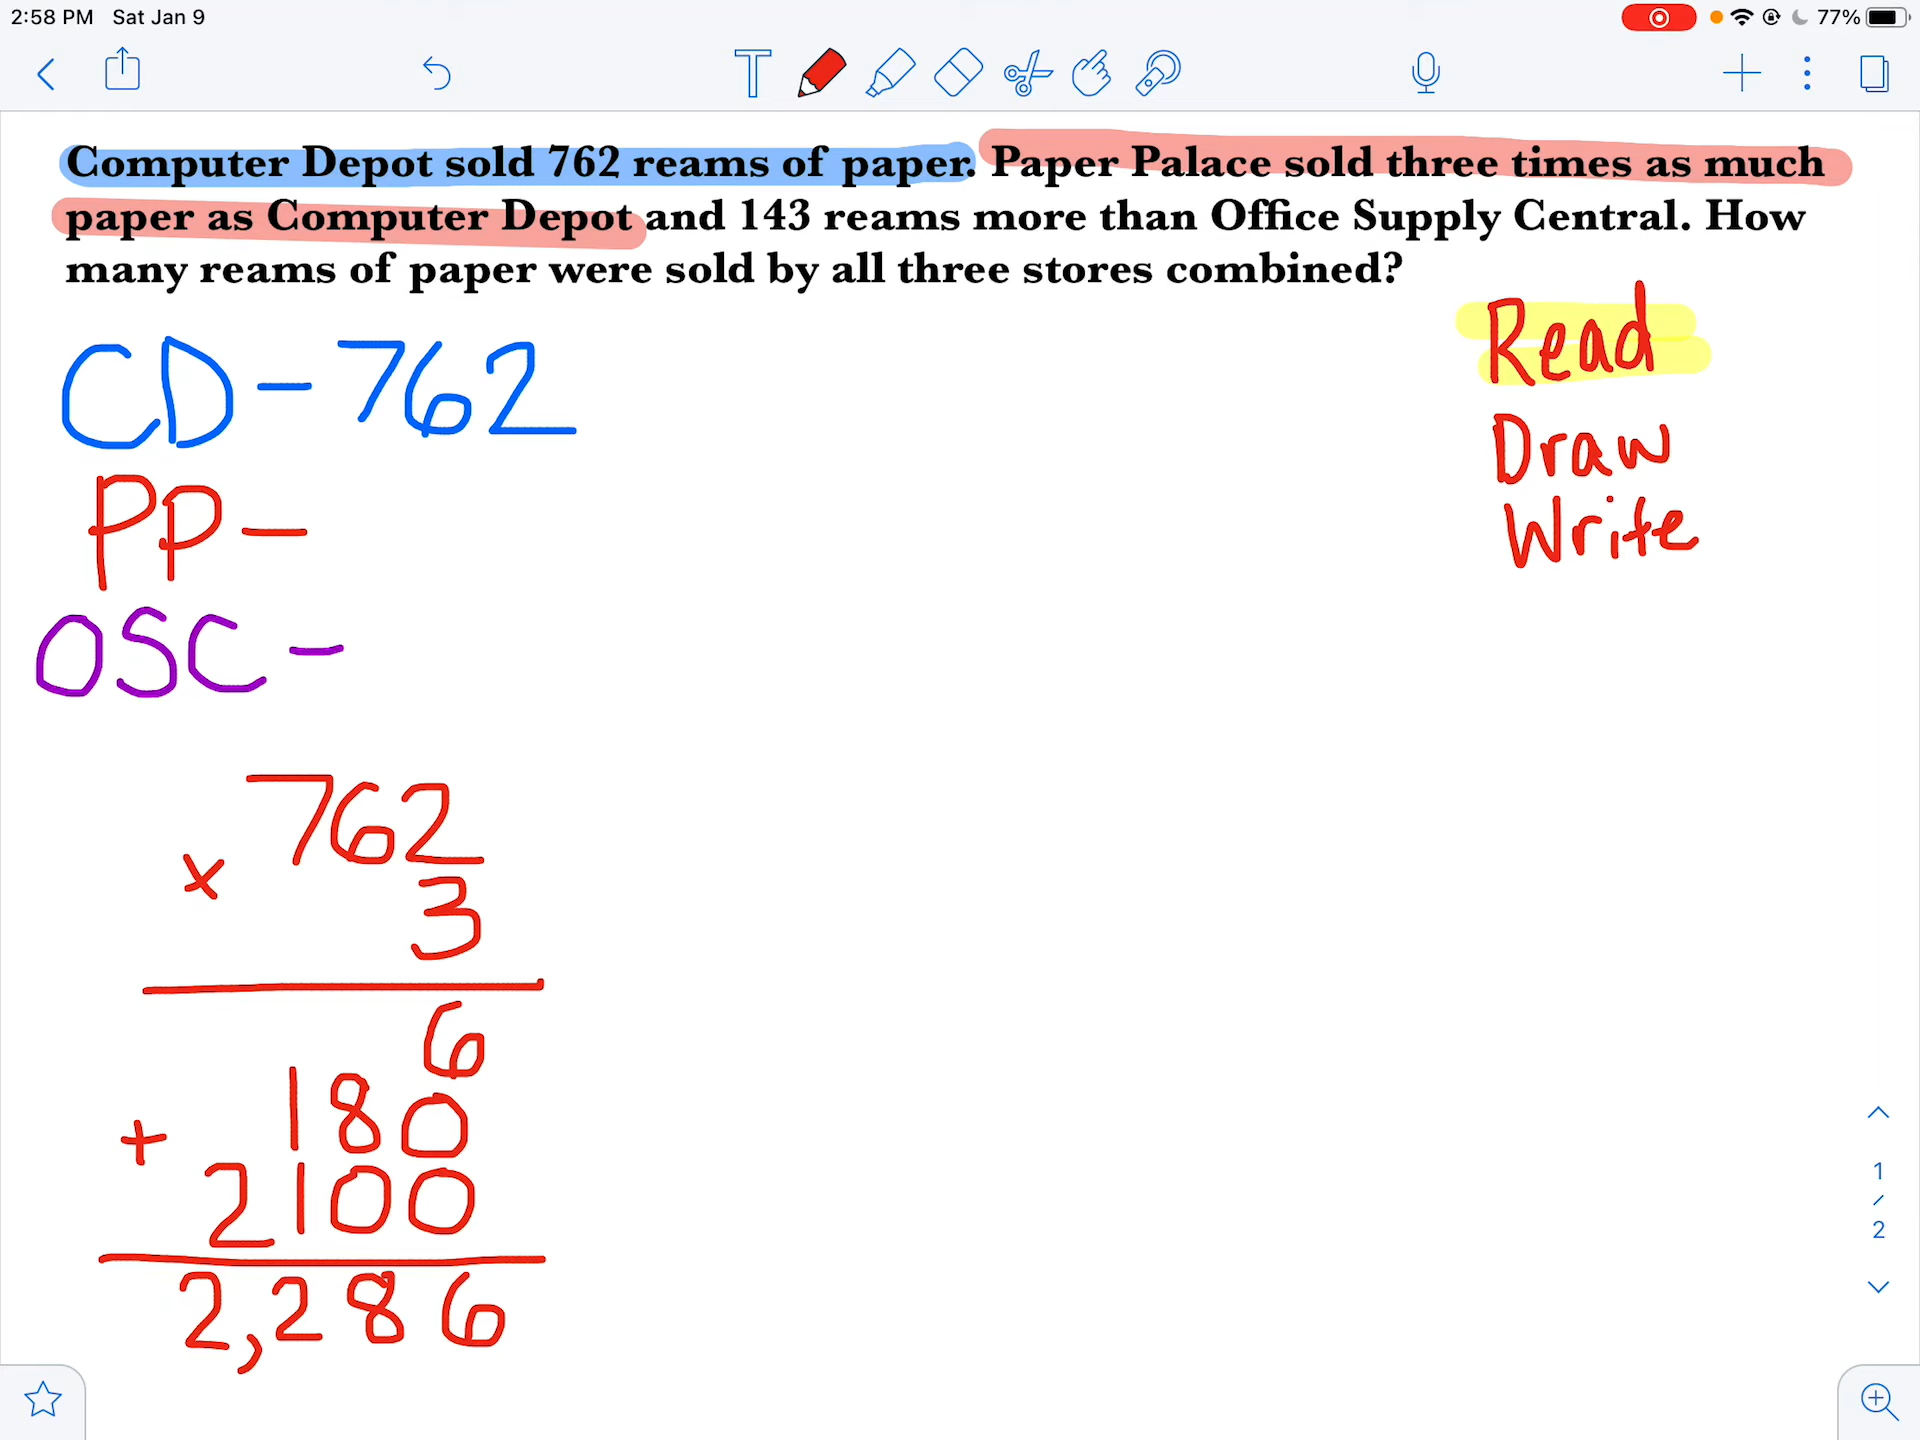 2:58 PM Sat Jan 9
77%
T
Computer Depot sold 762 reams of paper. Paper Palace sold three times as much
paper as Computer Depot and 143 reams more than Office Supply Central. How
many reams of paper were sold by all three stores combined?
Read
Draw
Write
CD-762
PP-
OSC-
762
x 3
6
180
+ 2100
2,286
1
/
2